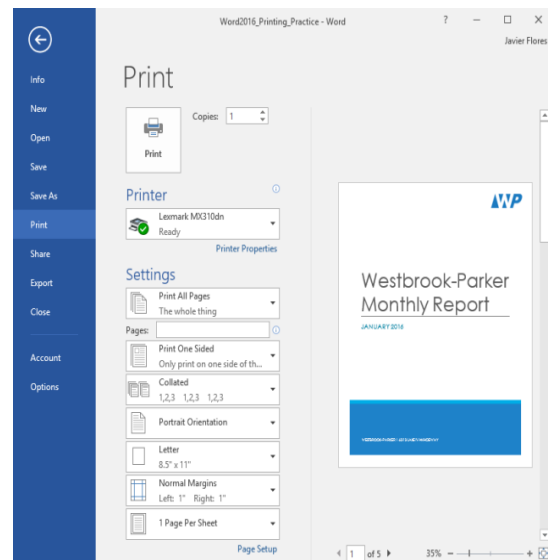 Word2016_Printing_Practice - Word
?
Javier Flores
Info
New
Open
Save
Save As
Print
Share
Export
Close
Account
Options
Print
Copies: 1
Print
Printer
Lexmark MX310dn
Ready
Printer Properties
Settings
Print All Pages
The whole thing
Pages:
Print One Sided
Only print on one side of th...
Collated
1,2,3 1,2,3 1,2,3
Portrait Orientation
Letter
8.5" x 11"
Normal Margins
Left: 1" Right: 1"
1 Page Per Sheet
Page Setup
WP
Westbrook-Parker
Monthly Report
JANUARY 2016
1 of 5
35%